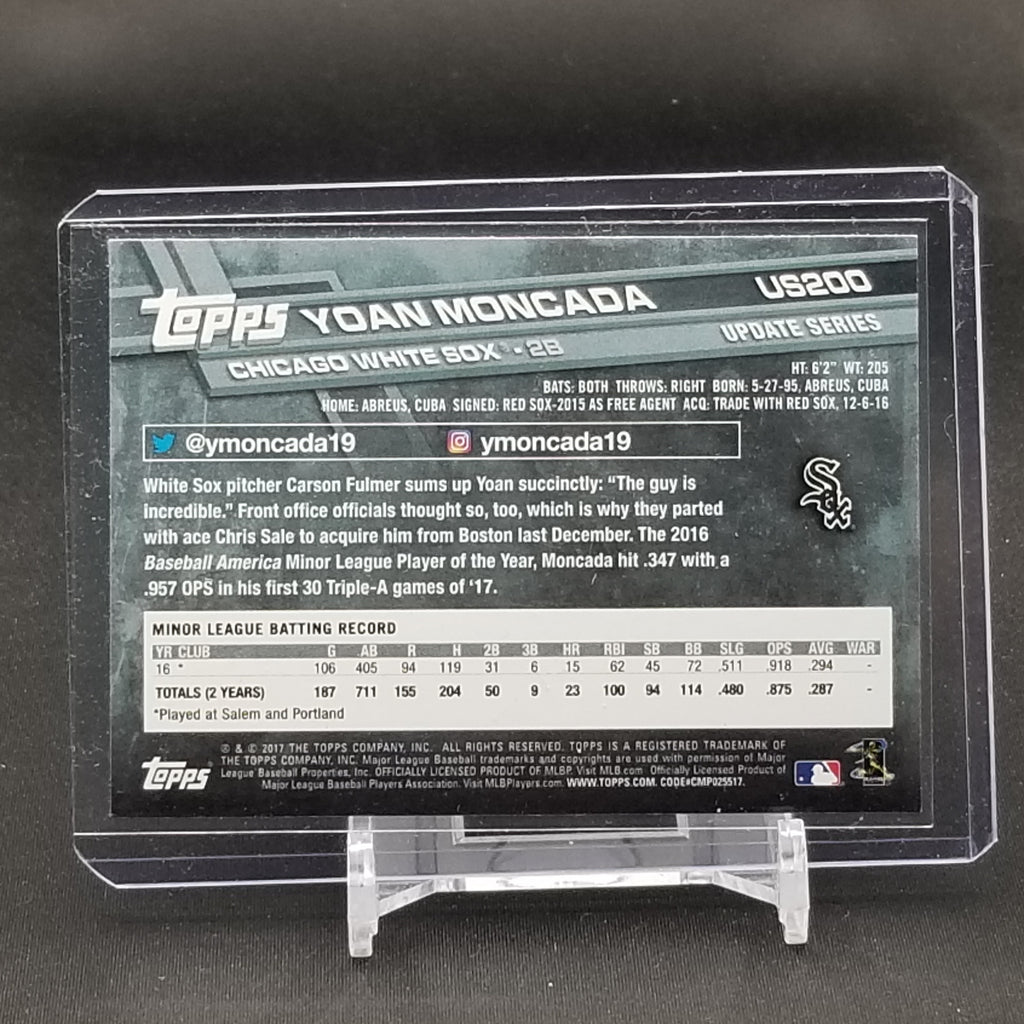 TOPPS YOAN MONCADA US200
CHICAGO WHITE SOX® - 2B UPDATE SERIES
HT: 6'2" WT: 205
BATS: BOTH THROWS: RIGHT BORN: 5-27-95, ABREUS, CUBA
HOME: ABREUS, CUBA SIGNED: RED SOX-2015 AS FREE AGENT ACQ: TRADE WITH RED SOX, 12-6-16
@ymoncada19 ymoncada19
White Sox pitcher Carson Fulmer sums up Yoan succinctly: “The guy is
incredible.” Front office officials thought so, too, which is why they parted
with ace Chris Sale to acquire him from Boston last December. The 2016
Baseball America Minor League Player of the Year, Moncada hit .347 with a
.957 OPS in his first 30 Triple-A games of ‘17.
Sox
MINOR LEAGUE BATTING RECORD
YR CLUB G AB R H 2B 3B HR RBI SB BB SLG OPS AVG WAR
16 * 106 405 94 119 31 6 15 62 45 72 .511 .918 .294 -
TOTALS (2 YEARS) 187 711 155 204 50 9 23 100 94 114 .480 .875 .287 -
*Played at Salem and Portland
® & © 2017 THE TOPPS COMPANY, INC. ALL RIGHTS RESERVED. TOPPS IS A REGISTERED TRADEMARK OF
THE TOPPS COMPANY, INC. Major League Baseball trademarks and copyrights are used with permission of Major
League Baseball Properties, Inc. OFFICIALLY LICENSED PRODUCT OF MLBP. Visit MLB.com Officially Licensed Product of
Major League Baseball Players Association. Visit MLBPlayers.com. WWW.TOPPS.COM. CODE#CMP025517.
TOPPS